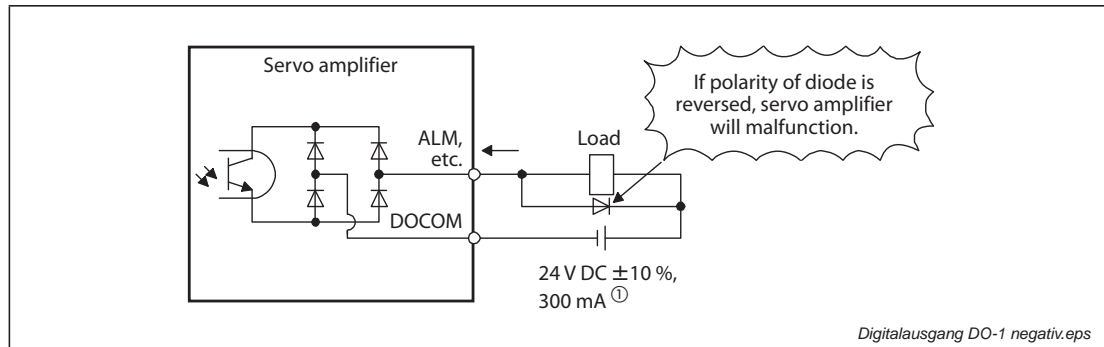 Servo amplifier
If polarity of diode is
reversed, servo amplifier
will malfunction.
ALM,
etc.
Load
DOCOM
24 V DC ±10 %,
300 mA ①
Digitalausgang DO-1 negativ.eps